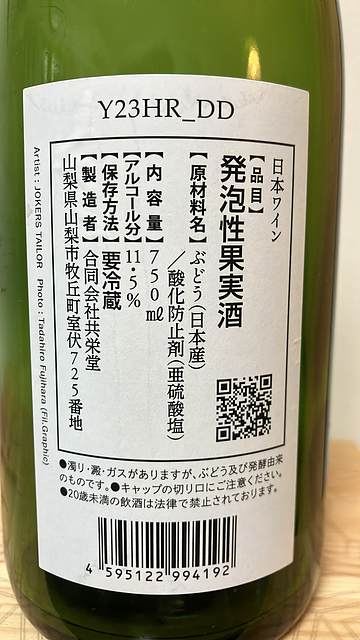 Y23HR_DD
日本ワイン
【品目】
発泡性果実酒
【原材料名】ぶどう(日本産)
／酸化防止剤(亜硫酸塩)
【内容量】750㎖
【アルコール分】11.5%
【保存方法】要冷蔵
【製造者】合同会社共栄堂
山梨県山梨市牧丘町室伏725番地
Artist : JOKERS TAILOR Photo : Tadahiro Fujihara (Fil.Graphic)
●濁り・澱・ガスがありますが、ぶどう及び発酵由来
のものです。●キャップの切り口にご注意ください。
●20歳未満の飲酒は法律で禁止されております。
4 595122 994192